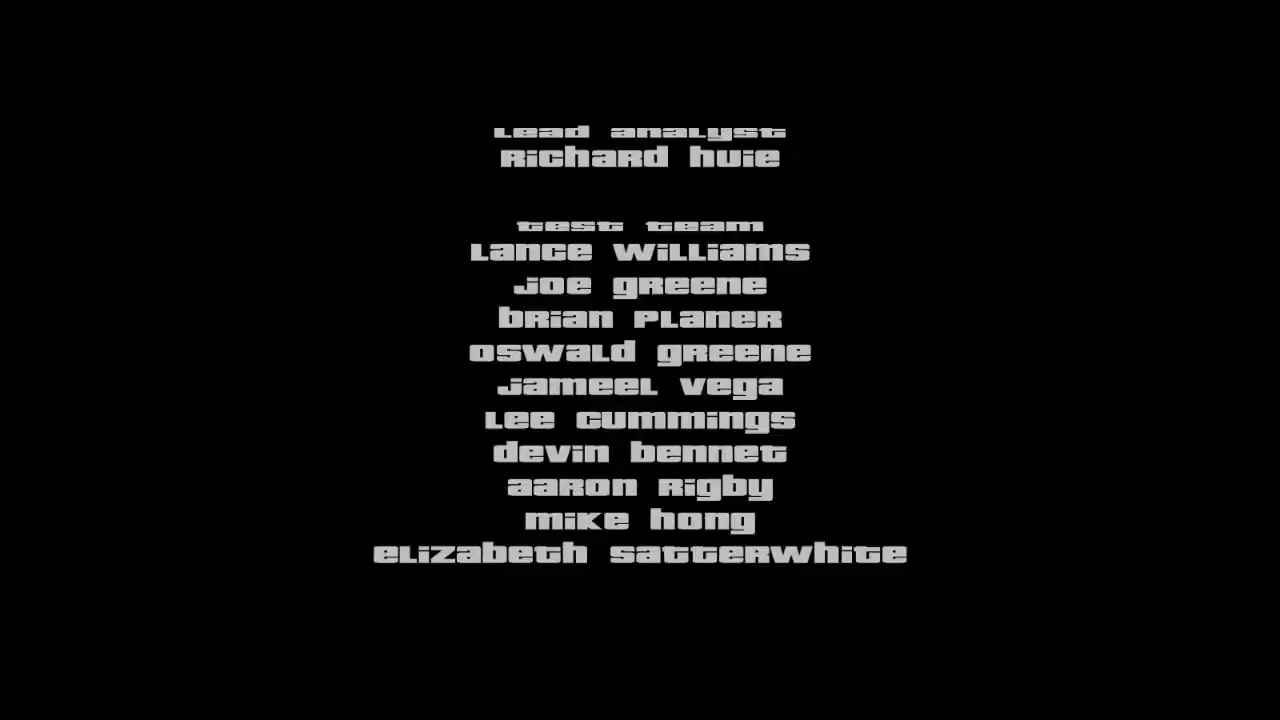 Lead Analyst
Richard Huie
Test Team
Lance Williams
Joe Greene
Brian Planer
Oswald Greene
Jameel Vega
Lee Cummings
Devin Bennet
Aaron Rigby
Mike Hong
Elizabeth Satterwhite